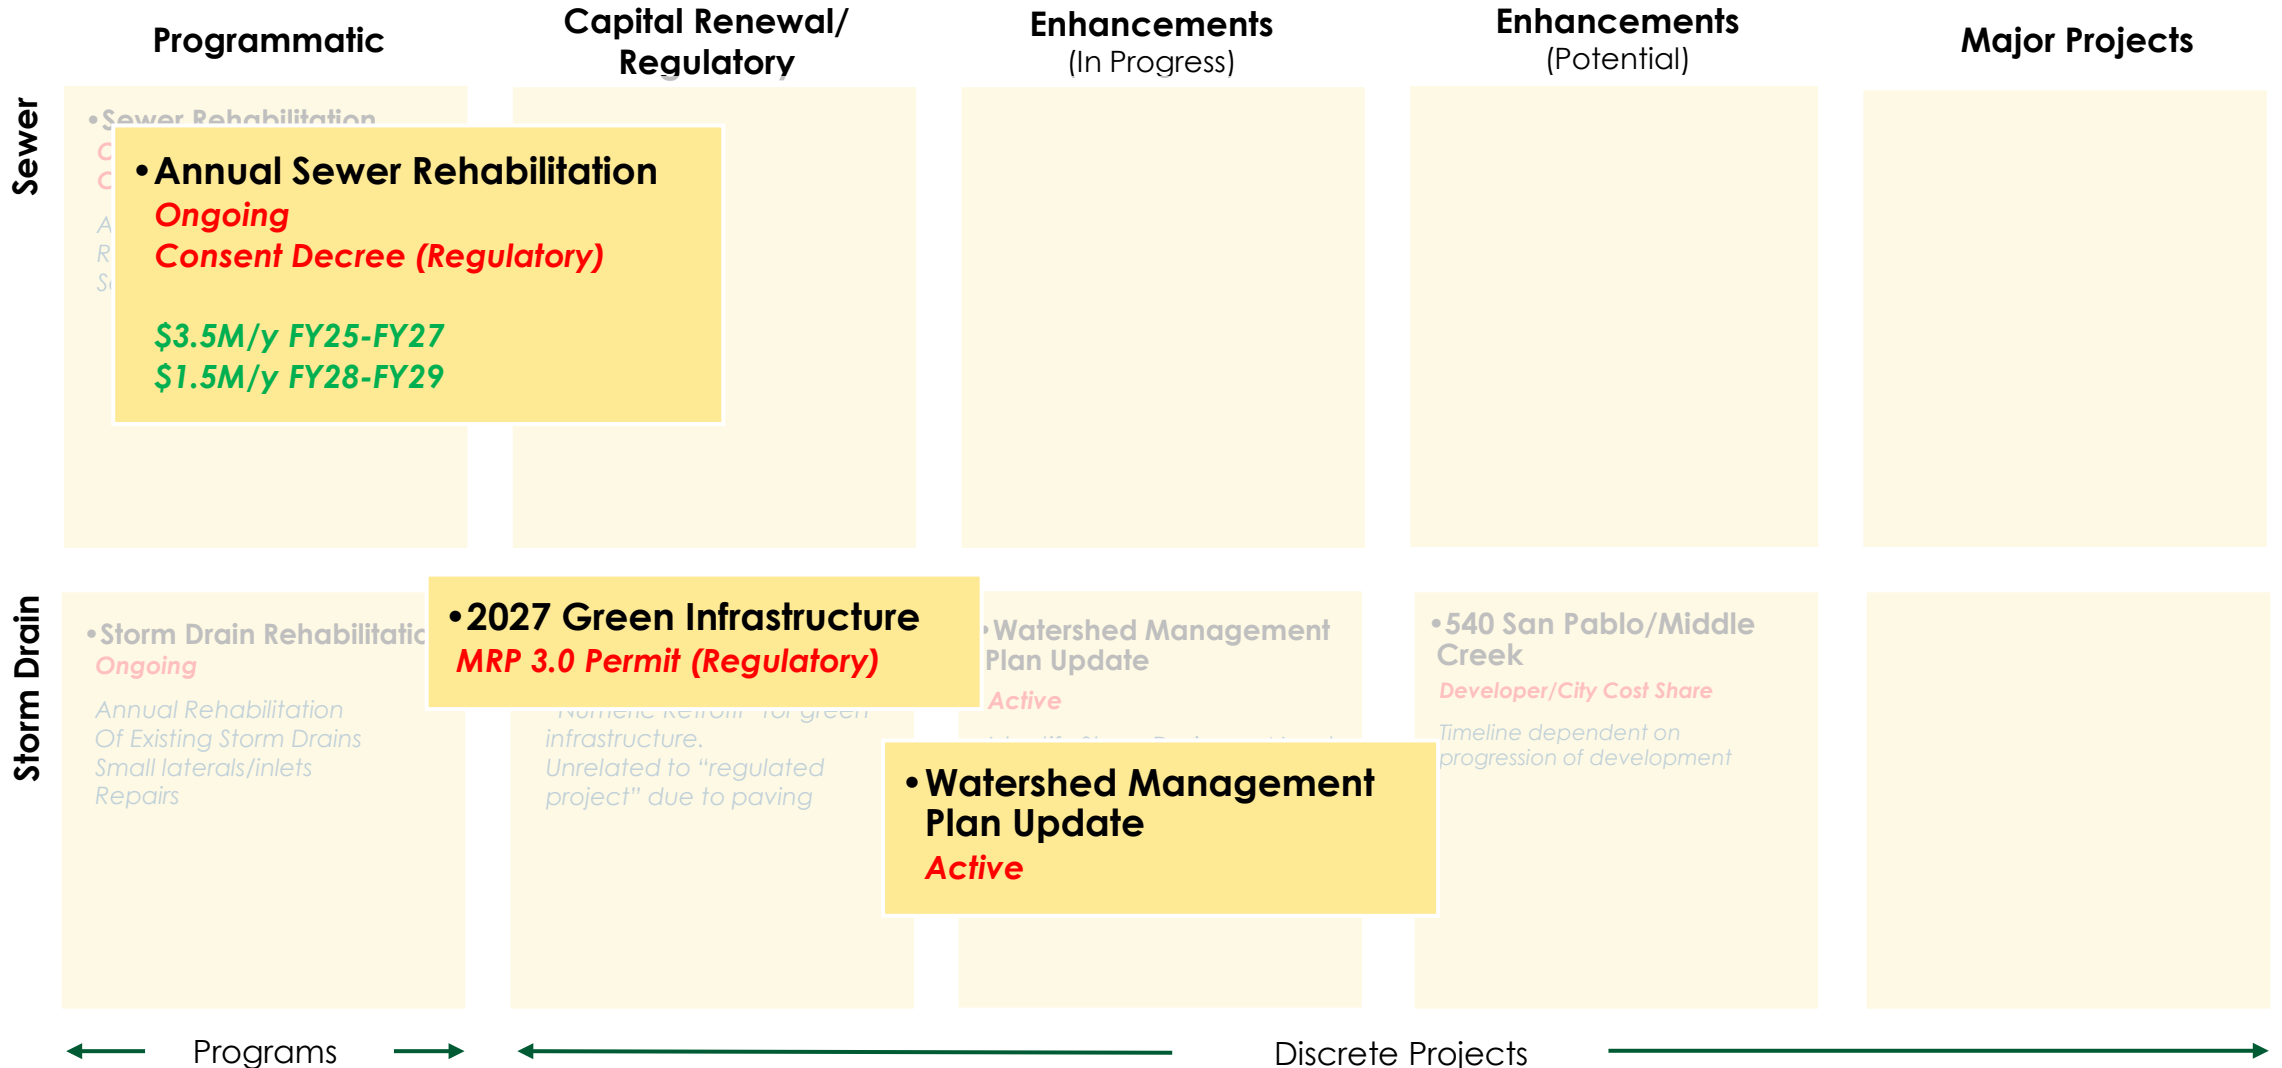 Programmatic
Capital Renewal/
Regulatory
Enhancements
(In Progress)
Enhancements
(Potential)
Major Projects
Sewer
•Sewer Rehabilitation
•Annual Sewer Rehabilitation
Ongoing
Consent Decree (Regulatory)
$3.5M/y FY25-FY27
$1.5M/y FY28-FY29
Storm Drain
•Storm Drain
Ongoing
Annual Rehabilitation
Of Existing Storm Drains
Small laterals/inlets
Repairs
•2027 Green Infrastructure
MRP 3.0 Permit (Regulatory)
"Numeric Retrofit" for green
infrastructure.
Unrelated to “regulated
project” due to paving
•Watershed Management
Plan Update
Active
•Watershed Management
Plan Update
Active
•540 San Pablo/Middle
Creek
Developer/City Cost Share
Timeline dependent on
progression of development
Programs
Discrete Projects